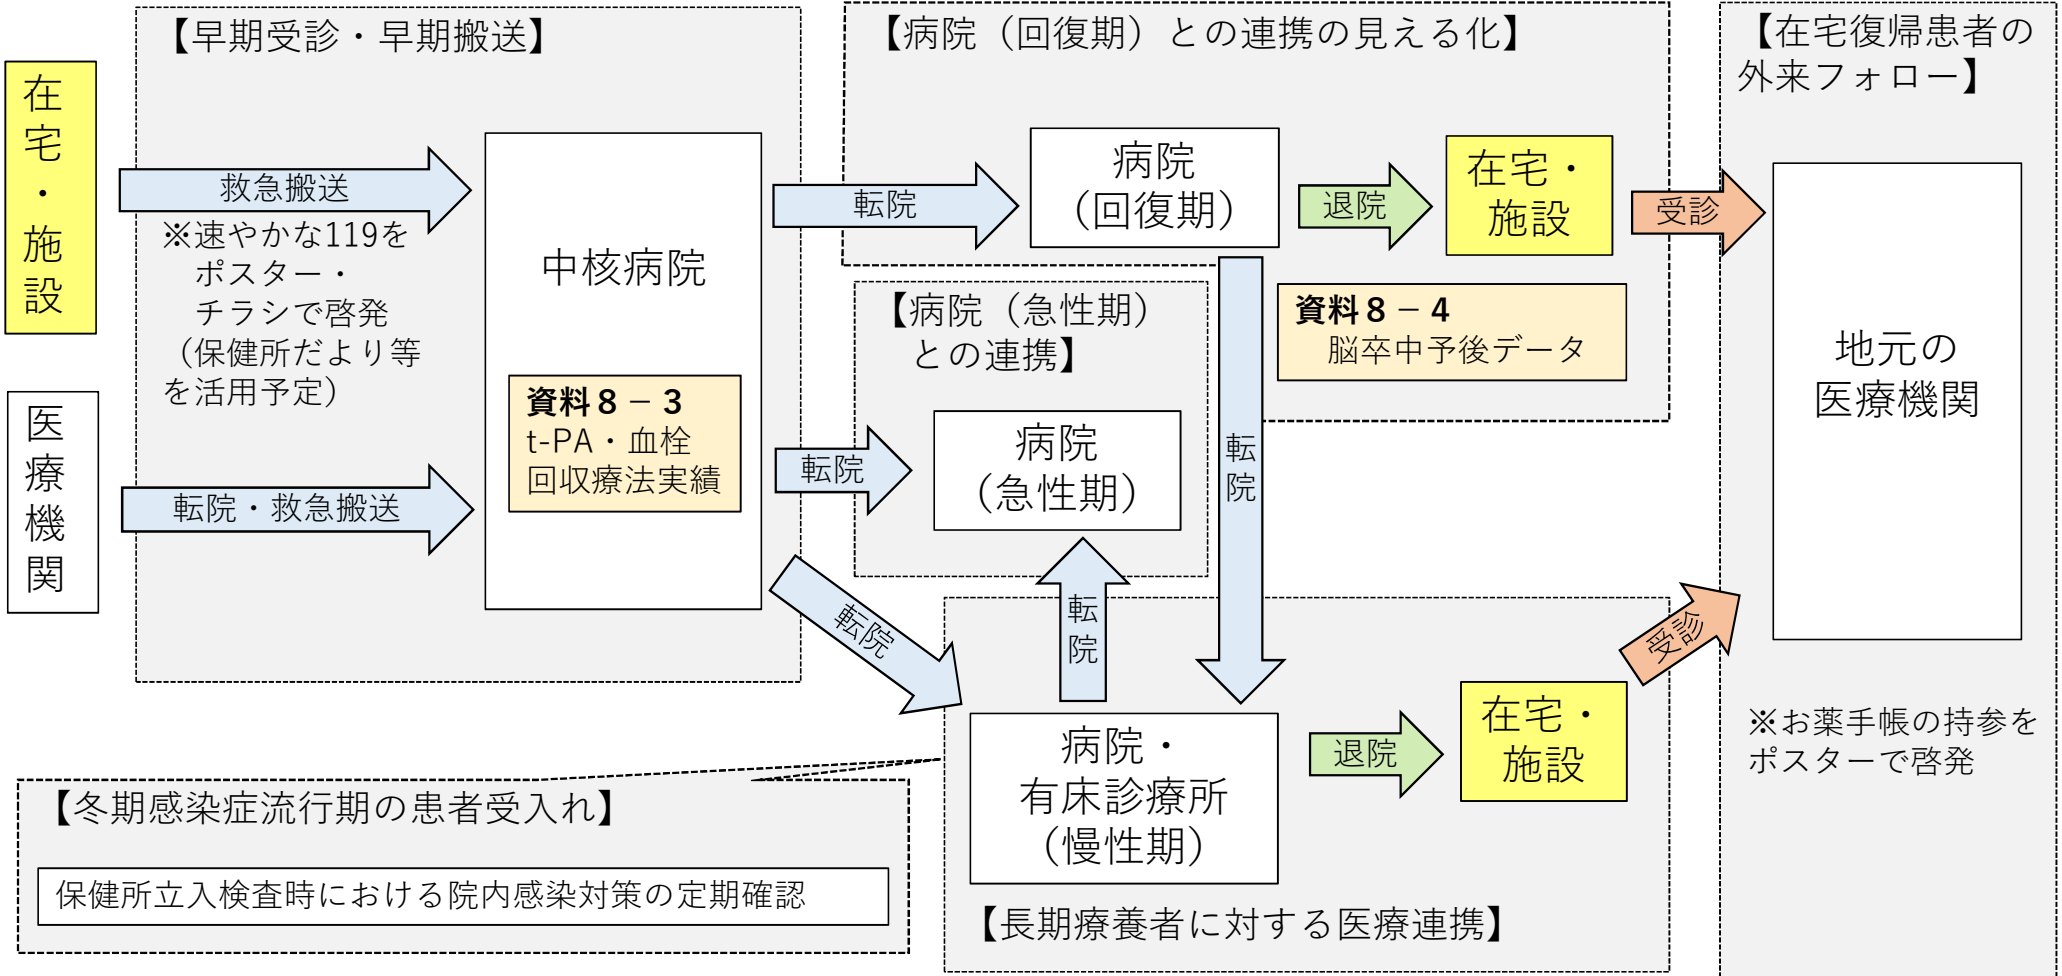 【早期受診・早期搬送】
在宅・施設
医療機関
救急搬送
※速やかな119を
ポスター・
チラシで啓発
（保健所だより等
を活用予定）
転院・救急搬送
中核病院
資料８－３
t-PA・血栓
回収療法実績
【病院（回復期）との連携の見える化】
転院
病院
（回復期）
退院
在宅・
施設
資料８－４
脳卒中予後データ
受診
【病院（急性期）
との連携】
転院
病院
（急性期）
転院
転院
転院
病院・
有床診療所
（慢性期）
退院
在宅・
施設
【長期療養者に対する医療連携】
受診
【在宅復帰患者の
外来フォロー】
地元の
医療機関
※お薬手帳の持参を
ポスターで啓発
【冬期感染症流行期の患者受入れ】
保健所立入検査時における院内感染対策の定期確認